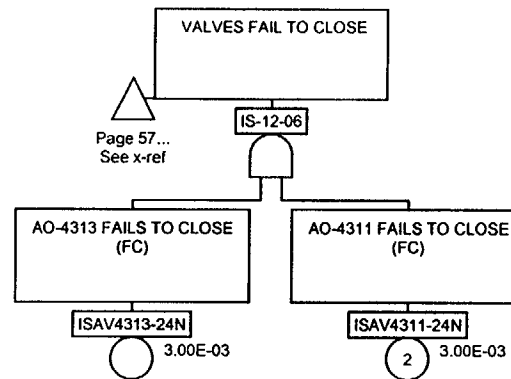 VALVES FAIL TO CLOSE
Page 57...
See x-ref
IS-12-06
AO-4313 FAILS TO CLOSE
(FC)
AO-4311 FAILS TO CLOSE
(FC)
ISAV4313-24N
3.00E-03
ISAV4311-24N
2
3.00E-03